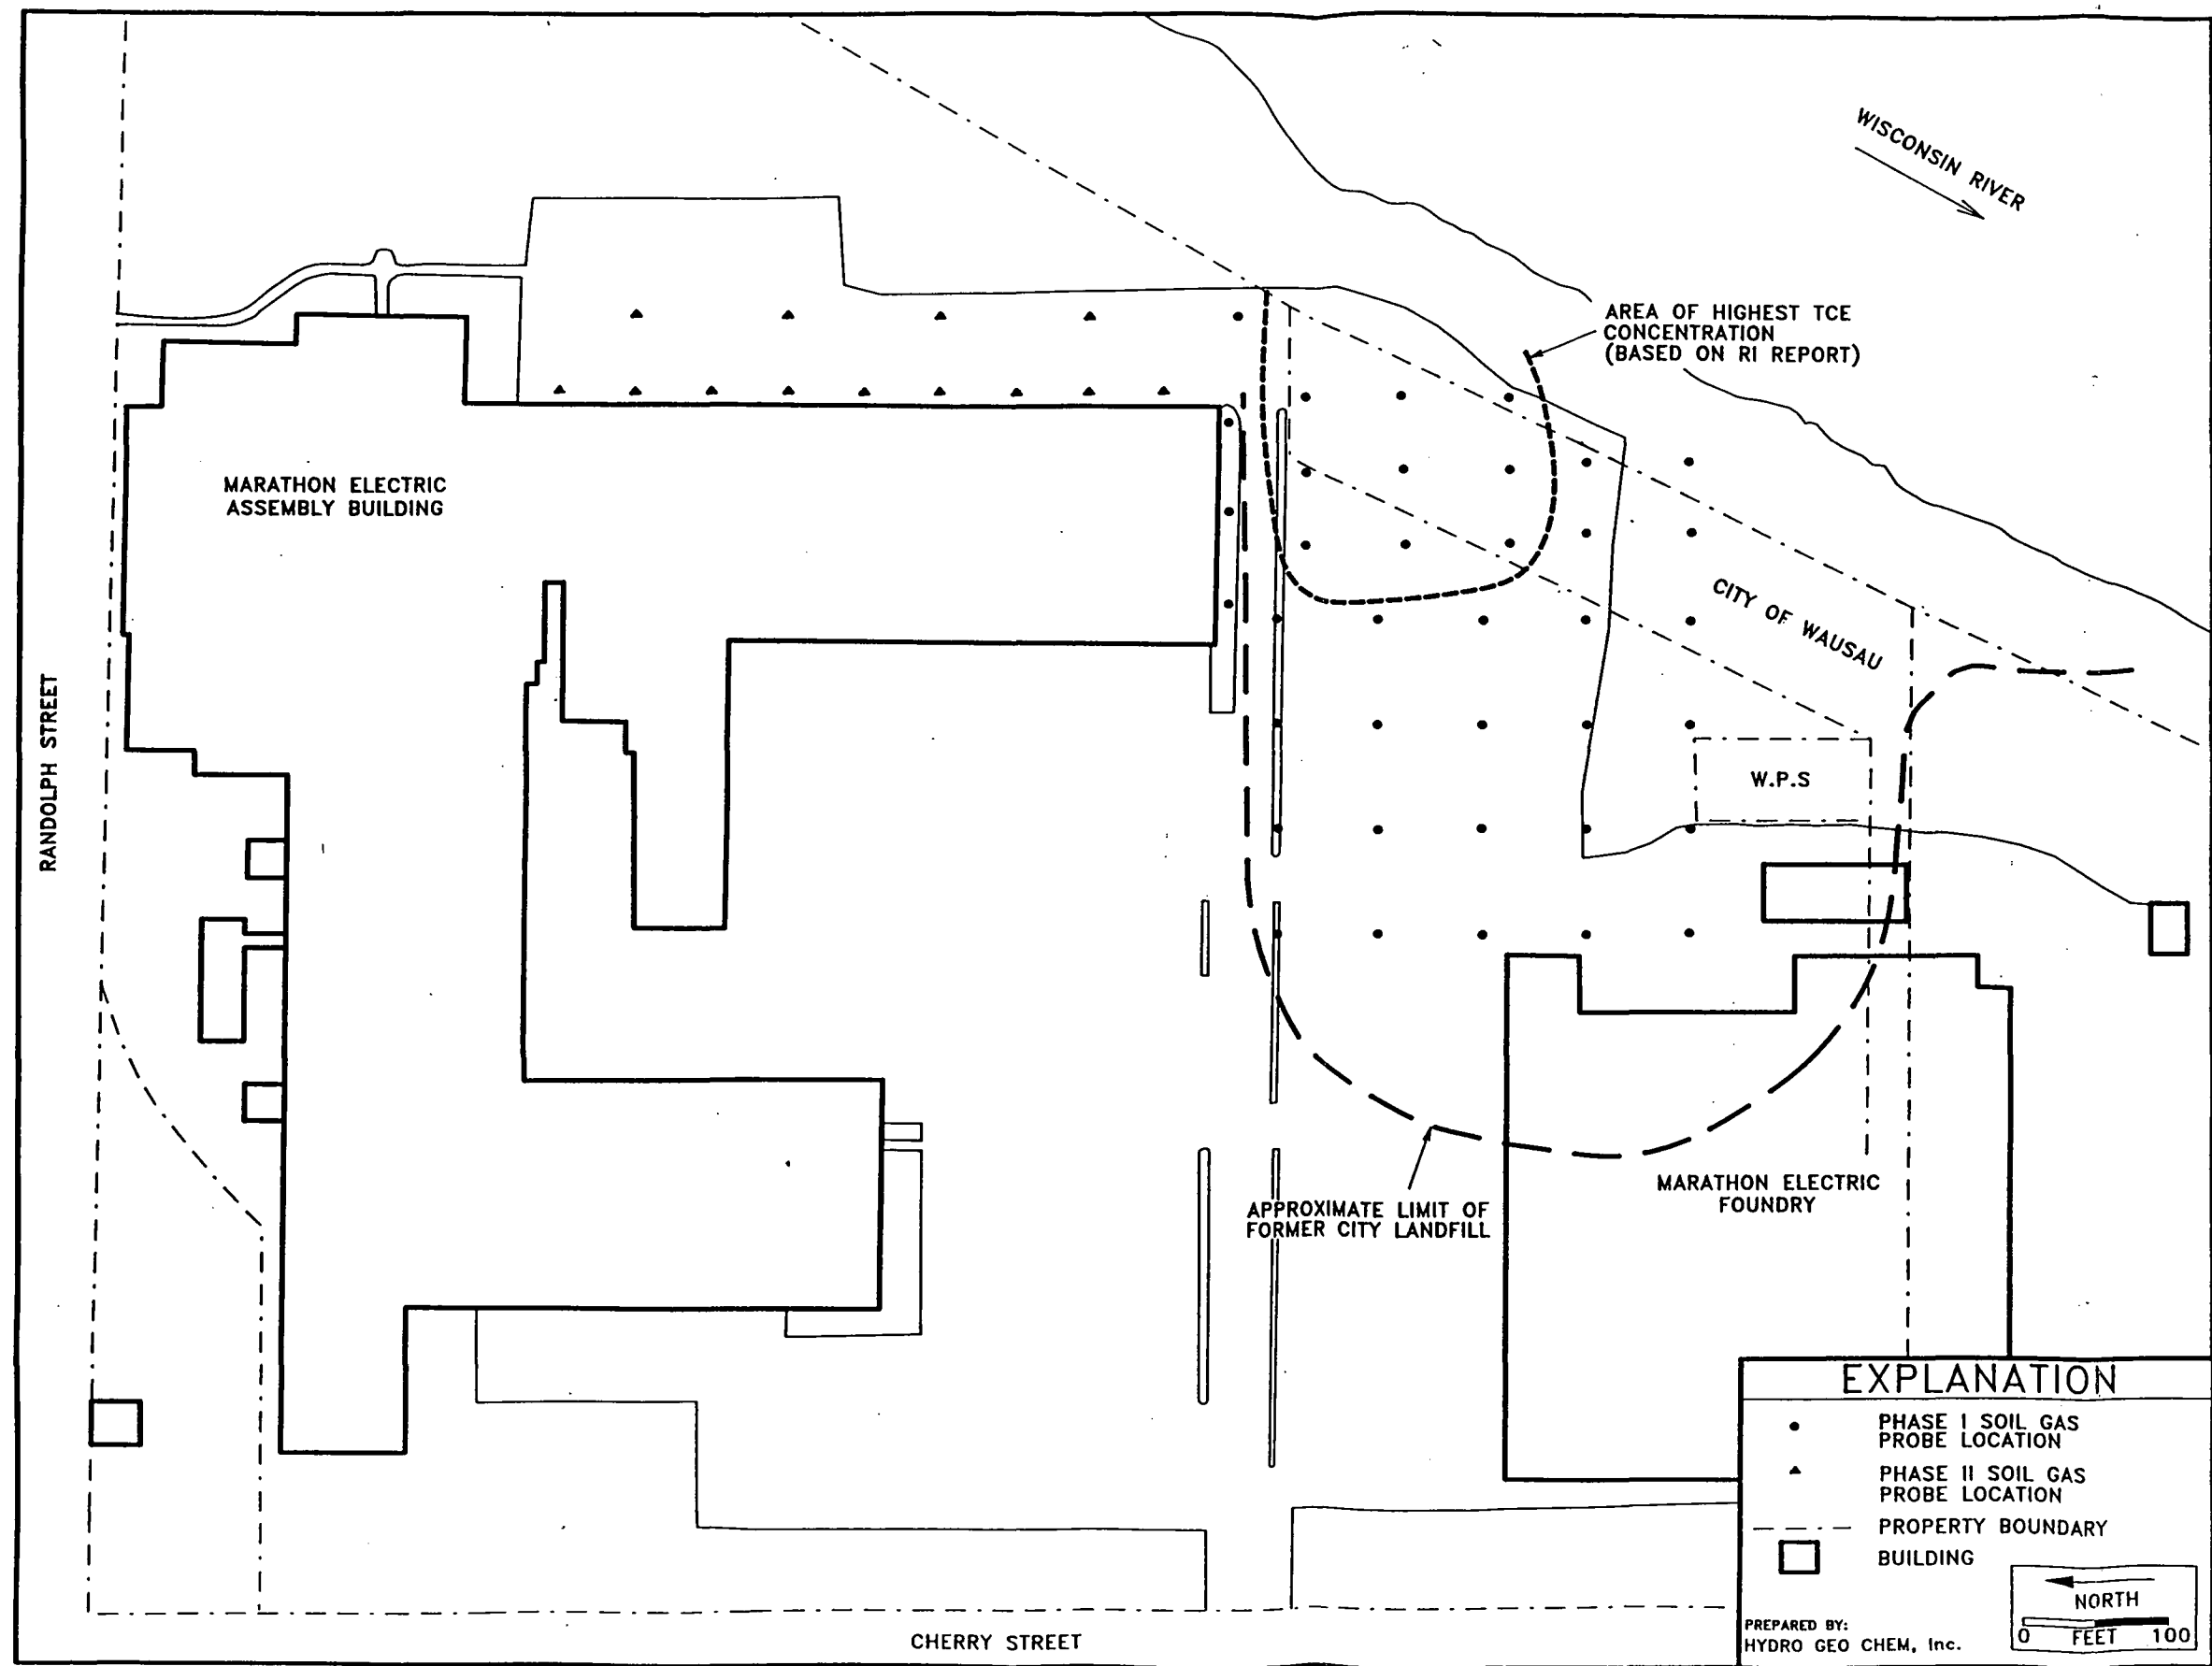 WISCONSIN RIVER
AREA OF HIGHEST TCE
CONCENTRATION
(BASED ON RI REPORT)
MARATHON ELECTRIC
ASSEMBLY BUILDING
CITY OF WAUSAU
RANDOLPH STREET
W.P.S
MARATHON ELECTRIC
FOUNDRY
APPROXIMATE LIMIT OF
FORMER CITY LANDFILL
CHERRY STREET
EXPLANATION
PHASE I SOIL GAS
PROBE LOCATION
PHASE II SOIL GAS
PROBE LOCATION
PROPERTY BOUNDARY
BUILDING
NORTH
0 FEET 100
PREPARED BY:
HYDRO GEO CHEM, Inc.